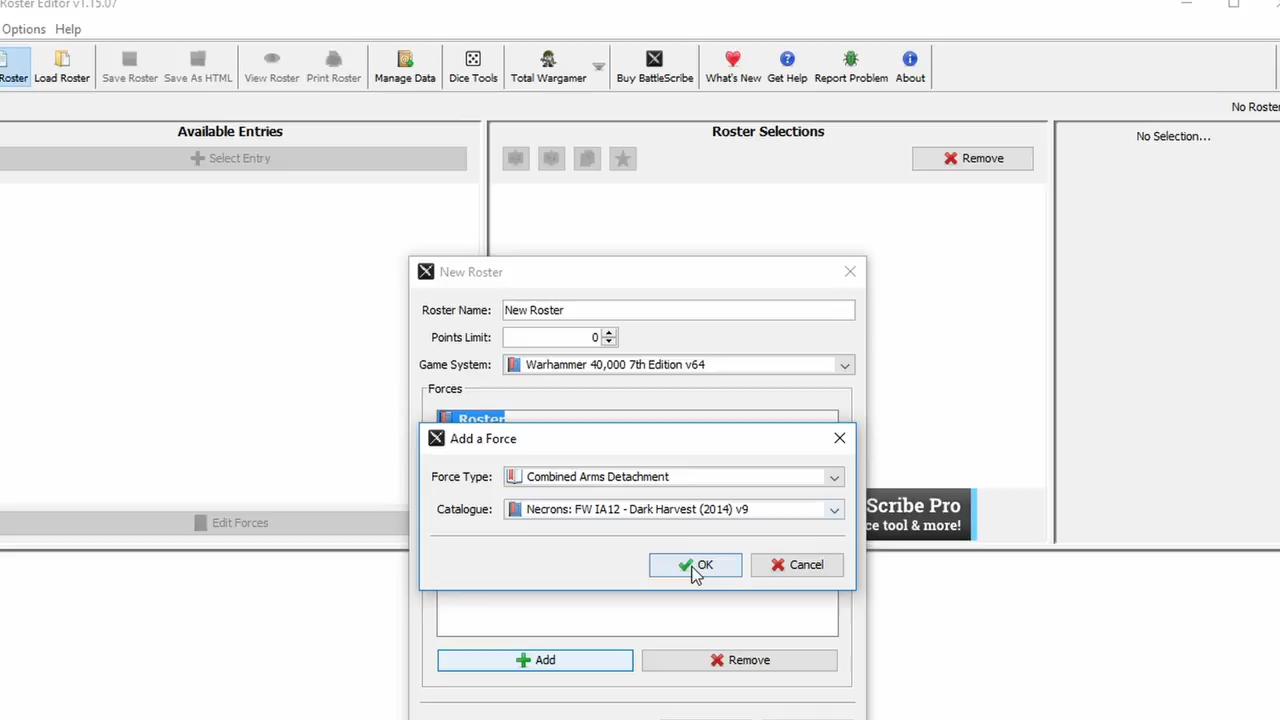 Roster Editor v1.15.07
Options Help
Roster Load Roster Save Roster Save As HTML View Roster Print Roster Manage Data Dice Tools Total Wargamer Buy BattleScribe What's New Get Help Report Problem About
No Roster
Available Entries Roster Selections No Selection...
Select Entry Remove
New Roster
Roster Name: New Roster
Points Limit: 0
Game System: Warhammer 40,000 7th Edition v64
Forces
Roster
Add a Force
Force Type: Combined Arms Detachment
Catalogue: Necrons: FW IA12 - Dark Harvest (2014) v9
Scribe Pro
ce tool & more!
Edit Forces
OK Cancel
Add Remove